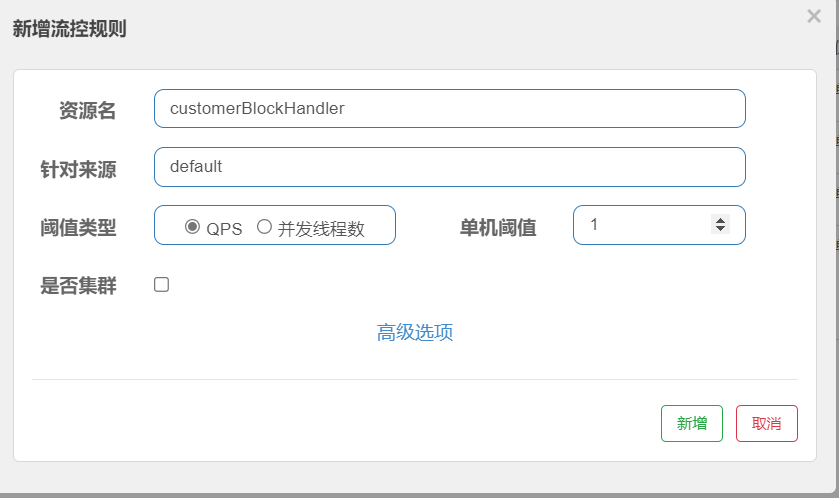 新增流控规则
资源名 customerBlockHandler
针对来源 default
阈值类型 QPS 并发线程数 单机阈值 1
是否集群
高级选项
新增 取消